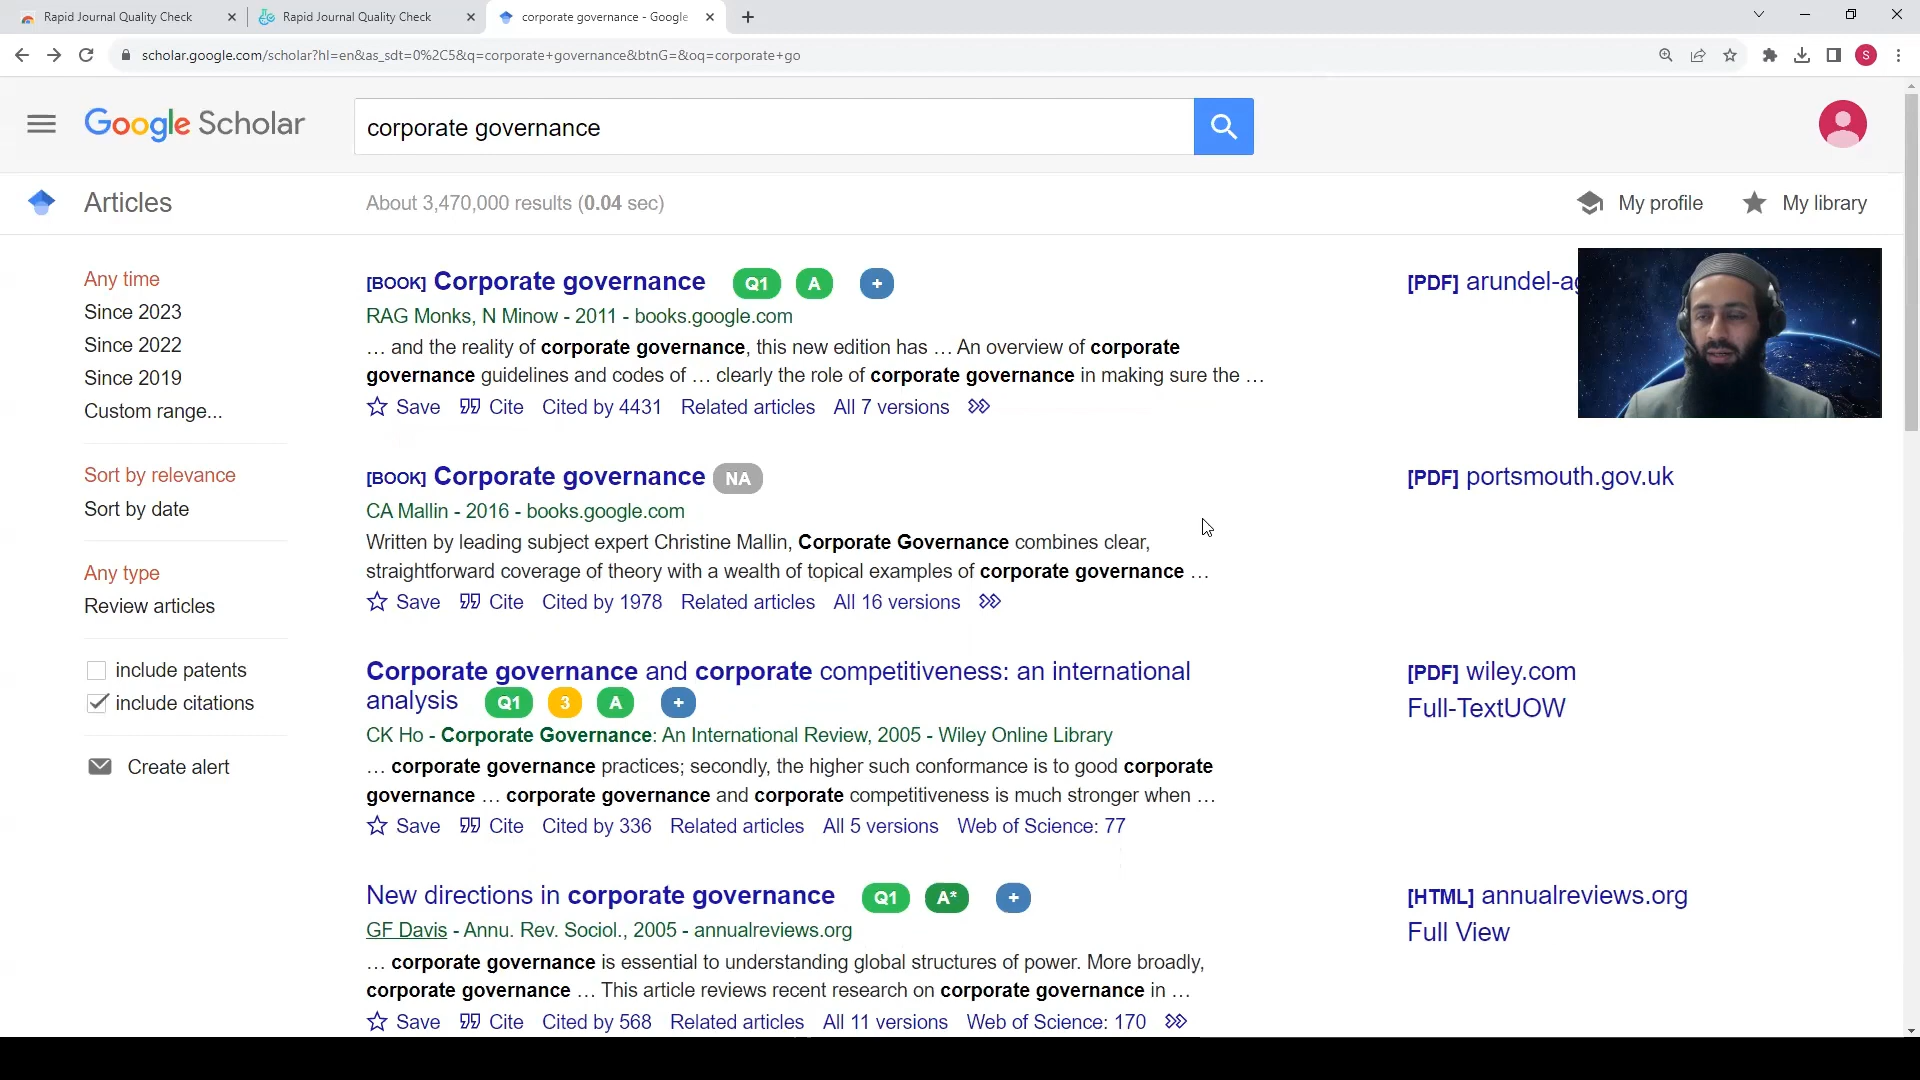 Rapid Journal Quality Check
Rapid Journal Quality Check
corporate governance - Google
scholar.google.com/scholar?hl=en&as_sdt=0%2C5&q=corporate+governance&btnG=&oq=corporate+go
S
Google Scholar
corporate governance
Articles
About 3,470,000 results (0.04 sec)
My profile
My library
Any time
Since 2023
Since 2022
Since 2019
Custom range...
Sort by relevance
Sort by date
Any type
Review articles
include patents
include citations
Create alert
[BOOK] Corporate governance Q1 A +
RAG Monks, N Minow - 2011 - books.google.com
… and the reality of corporate governance, this new edition has … An overview of corporate
governance guidelines and codes of … clearly the role of corporate governance in making sure the …
Save Cite Cited by 4431 Related articles All 7 versions
[PDF] arundel-ag
[BOOK] Corporate governance NA
CA Mallin - 2016 - books.google.com
Written by leading subject expert Christine Mallin, Corporate Governance combines clear,
straightforward coverage of theory with a wealth of topical examples of corporate governance …
Save Cite Cited by 1978 Related articles All 16 versions
[PDF] portsmouth.gov.uk
Corporate governance and corporate competitiveness: an international
analysis Q1 3 A +
CK Ho - Corporate Governance: An International Review, 2005 - Wiley Online Library
… corporate governance practices; secondly, the higher such conformance is to good corporate
governance … corporate governance and corporate competitiveness is much stronger when …
Save Cite Cited by 336 Related articles All 5 versions Web of Science: 77
[PDF] wiley.com
Full-TextUOW
New directions in corporate governance Q1 A* +
GF Davis - Annu. Rev. Sociol., 2005 - annualreviews.org
… corporate governance is essential to understanding global structures of power. More broadly,
corporate governance … This article reviews recent research on corporate governance in …
Save Cite Cited by 568 Related articles All 11 versions Web of Science: 170
[HTML] annualreviews.org
Full View